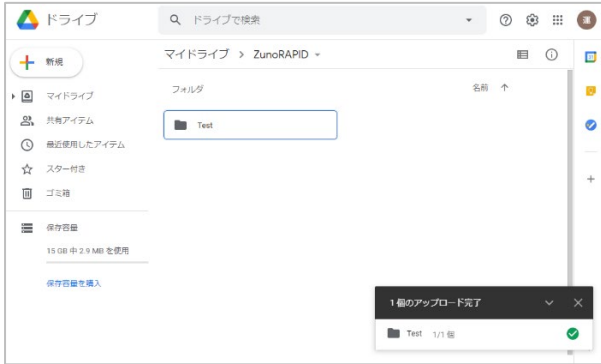 ドライブ
ドライブで検索
運
マイドライブ > ZunoRAPID
新規
フォルダ
名前 ↑
マイドライブ
共有アイテム
Test
最近使用したアイテム
スター付き
ゴミ箱
保存容量
15 GB 中 2.9 MB を使用
保存容量を購入
1 個のアップロード完了
Test 1/1 個